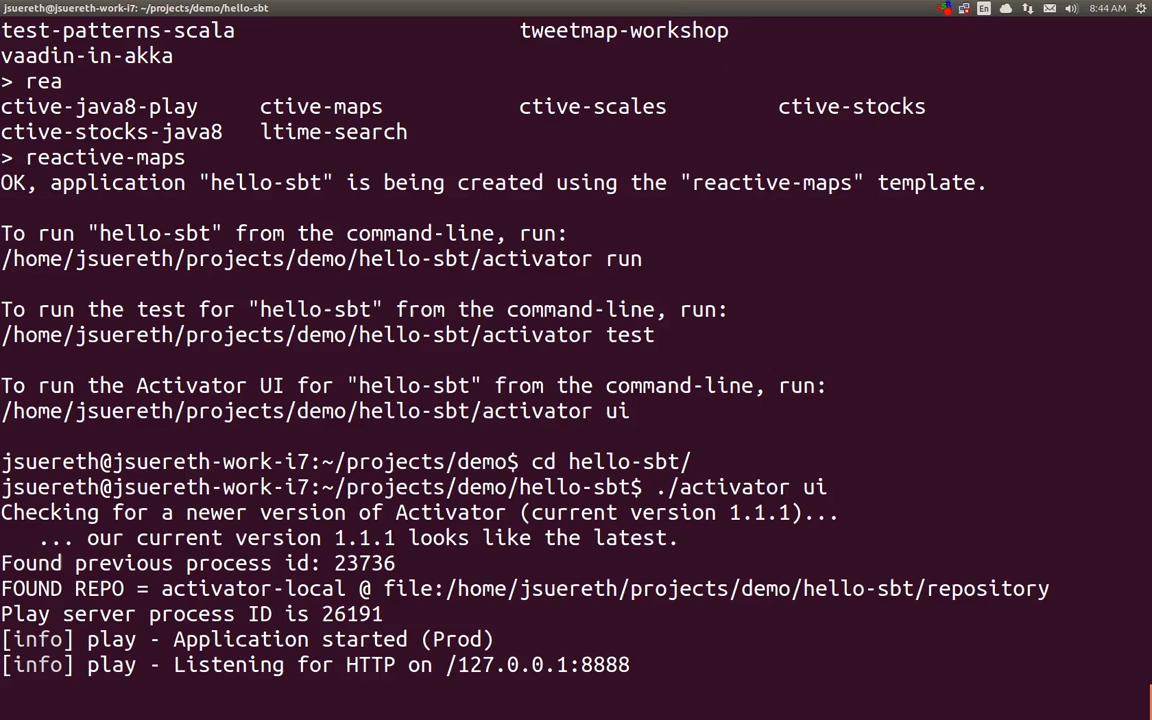 jsuereth@jsuereth-work-i7: ~/projects/demo/hello-sbt
En
8:44 AM
test-patterns-scala tweetmap-workshop
vaadin-in-akka
> rea
ctive-java8-play ctive-maps ctive-scales ctive-stocks
ctive-stocks-java8 ltime-search
> reactive-maps
OK, application "hello-sbt" is being created using the "reactive-maps" template.
To run "hello-sbt" from the command-line, run:
/home/jsuereth/projects/demo/hello-sbt/activator run
To run the test for "hello-sbt" from the command-line, run:
/home/jsuereth/projects/demo/hello-sbt/activator test
To run the Activator UI for "hello-sbt" from the command-line, run:
/home/jsuereth/projects/demo/hello-sbt/activator ui
jsuereth@jsuereth-work-i7:~/projects/demo$ cd hello-sbt/
jsuereth@jsuereth-work-i7:~/projects/demo/hello-sbt$ ./activator ui
Checking for a newer version of Activator (current version 1.1.1)...
... our current version 1.1.1 looks like the latest.
Found previous process id: 23736
FOUND REPO = activator-local @ file:/home/jsuereth/projects/demo/hello-sbt/repository
Play server process ID is 26191
[info] play - Application started (Prod)
[info] play - Listening for HTTP on /127.0.0.1:8888